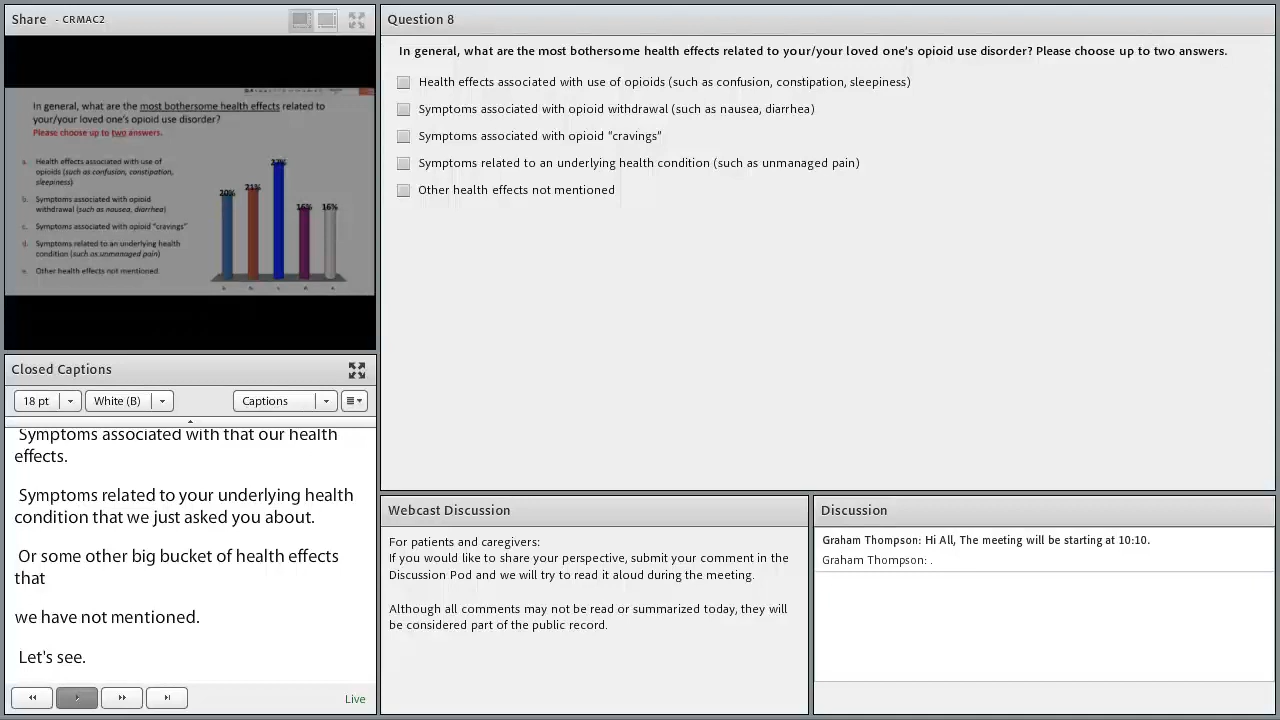 Share - CRMAC2
In general, what are the most bothersome health effects related to
your/your loved one's opioid use disorder?
Please choose up to two answers.
a. Health effects associated with use of
opioids (such as confusion, constipation,
sleepiness)
b. Symptoms associated with opioid
withdrawal (such as nausea, diarrhea)
c. Symptoms associated with opioid "cravings"
d. Symptoms related to an underlying health
condition (such as unmanaged pain)
e. Other health effects not mentioned
20% 21% 27% 16% 16%
Closed Captions
18 pt White (B) Captions
Symptoms associated with that our health
effects.
Symptoms related to your underlying health
condition that we just asked you about.
Or some other big bucket of health effects
that
we have not mentioned.
Let's see.
Live
Question 8
In general, what are the most bothersome health effects related to your/your loved one's opioid use disorder? Please choose up to two answers.
Health effects associated with use of opioids (such as confusion, constipation, sleepiness)
Symptoms associated with opioid withdrawal (such as nausea, diarrhea)
Symptoms associated with opioid "cravings"
Symptoms related to an underlying health condition (such as unmanaged pain)
Other health effects not mentioned
Webcast Discussion
For patients and caregivers:
If you would like to share your perspective, submit your comment in the
Discussion Pod and we will try to read it aloud during the meeting.
Although all comments may not be read or summarized today, they will
be considered part of the public record.
Discussion
Graham Thompson: Hi All, The meeting will be starting at 10:10.
Graham Thompson: .